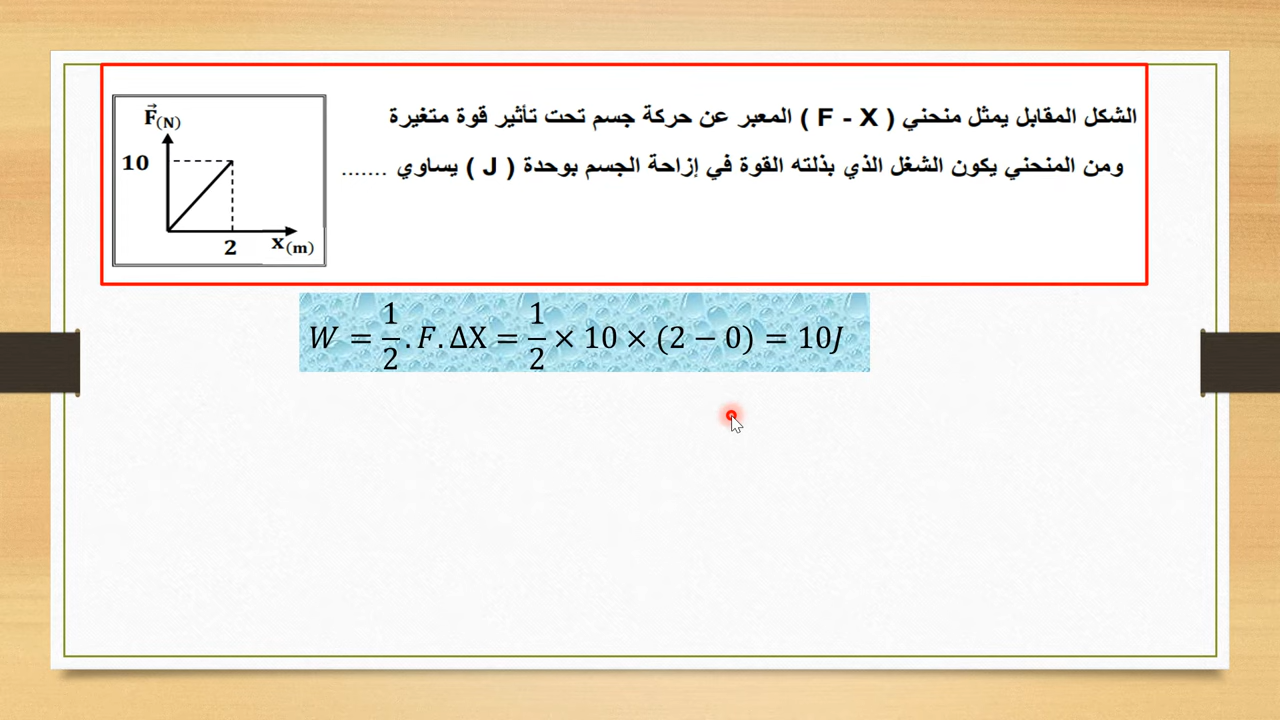 الشكل المقابل يمثل منحني ( F - X ) المعبر عن حركة جسم تحت تأثير قوة متغيرة
ومن المنحني يكون الشغل الذي بذلته القوة في إزاحة الجسم بوحدة ( J ) يساوي .......
F⃗(N)
10
2
x(m)
W = 1/2 . F. ΔX = 1/2 × 10 × (2 − 0) = 10J